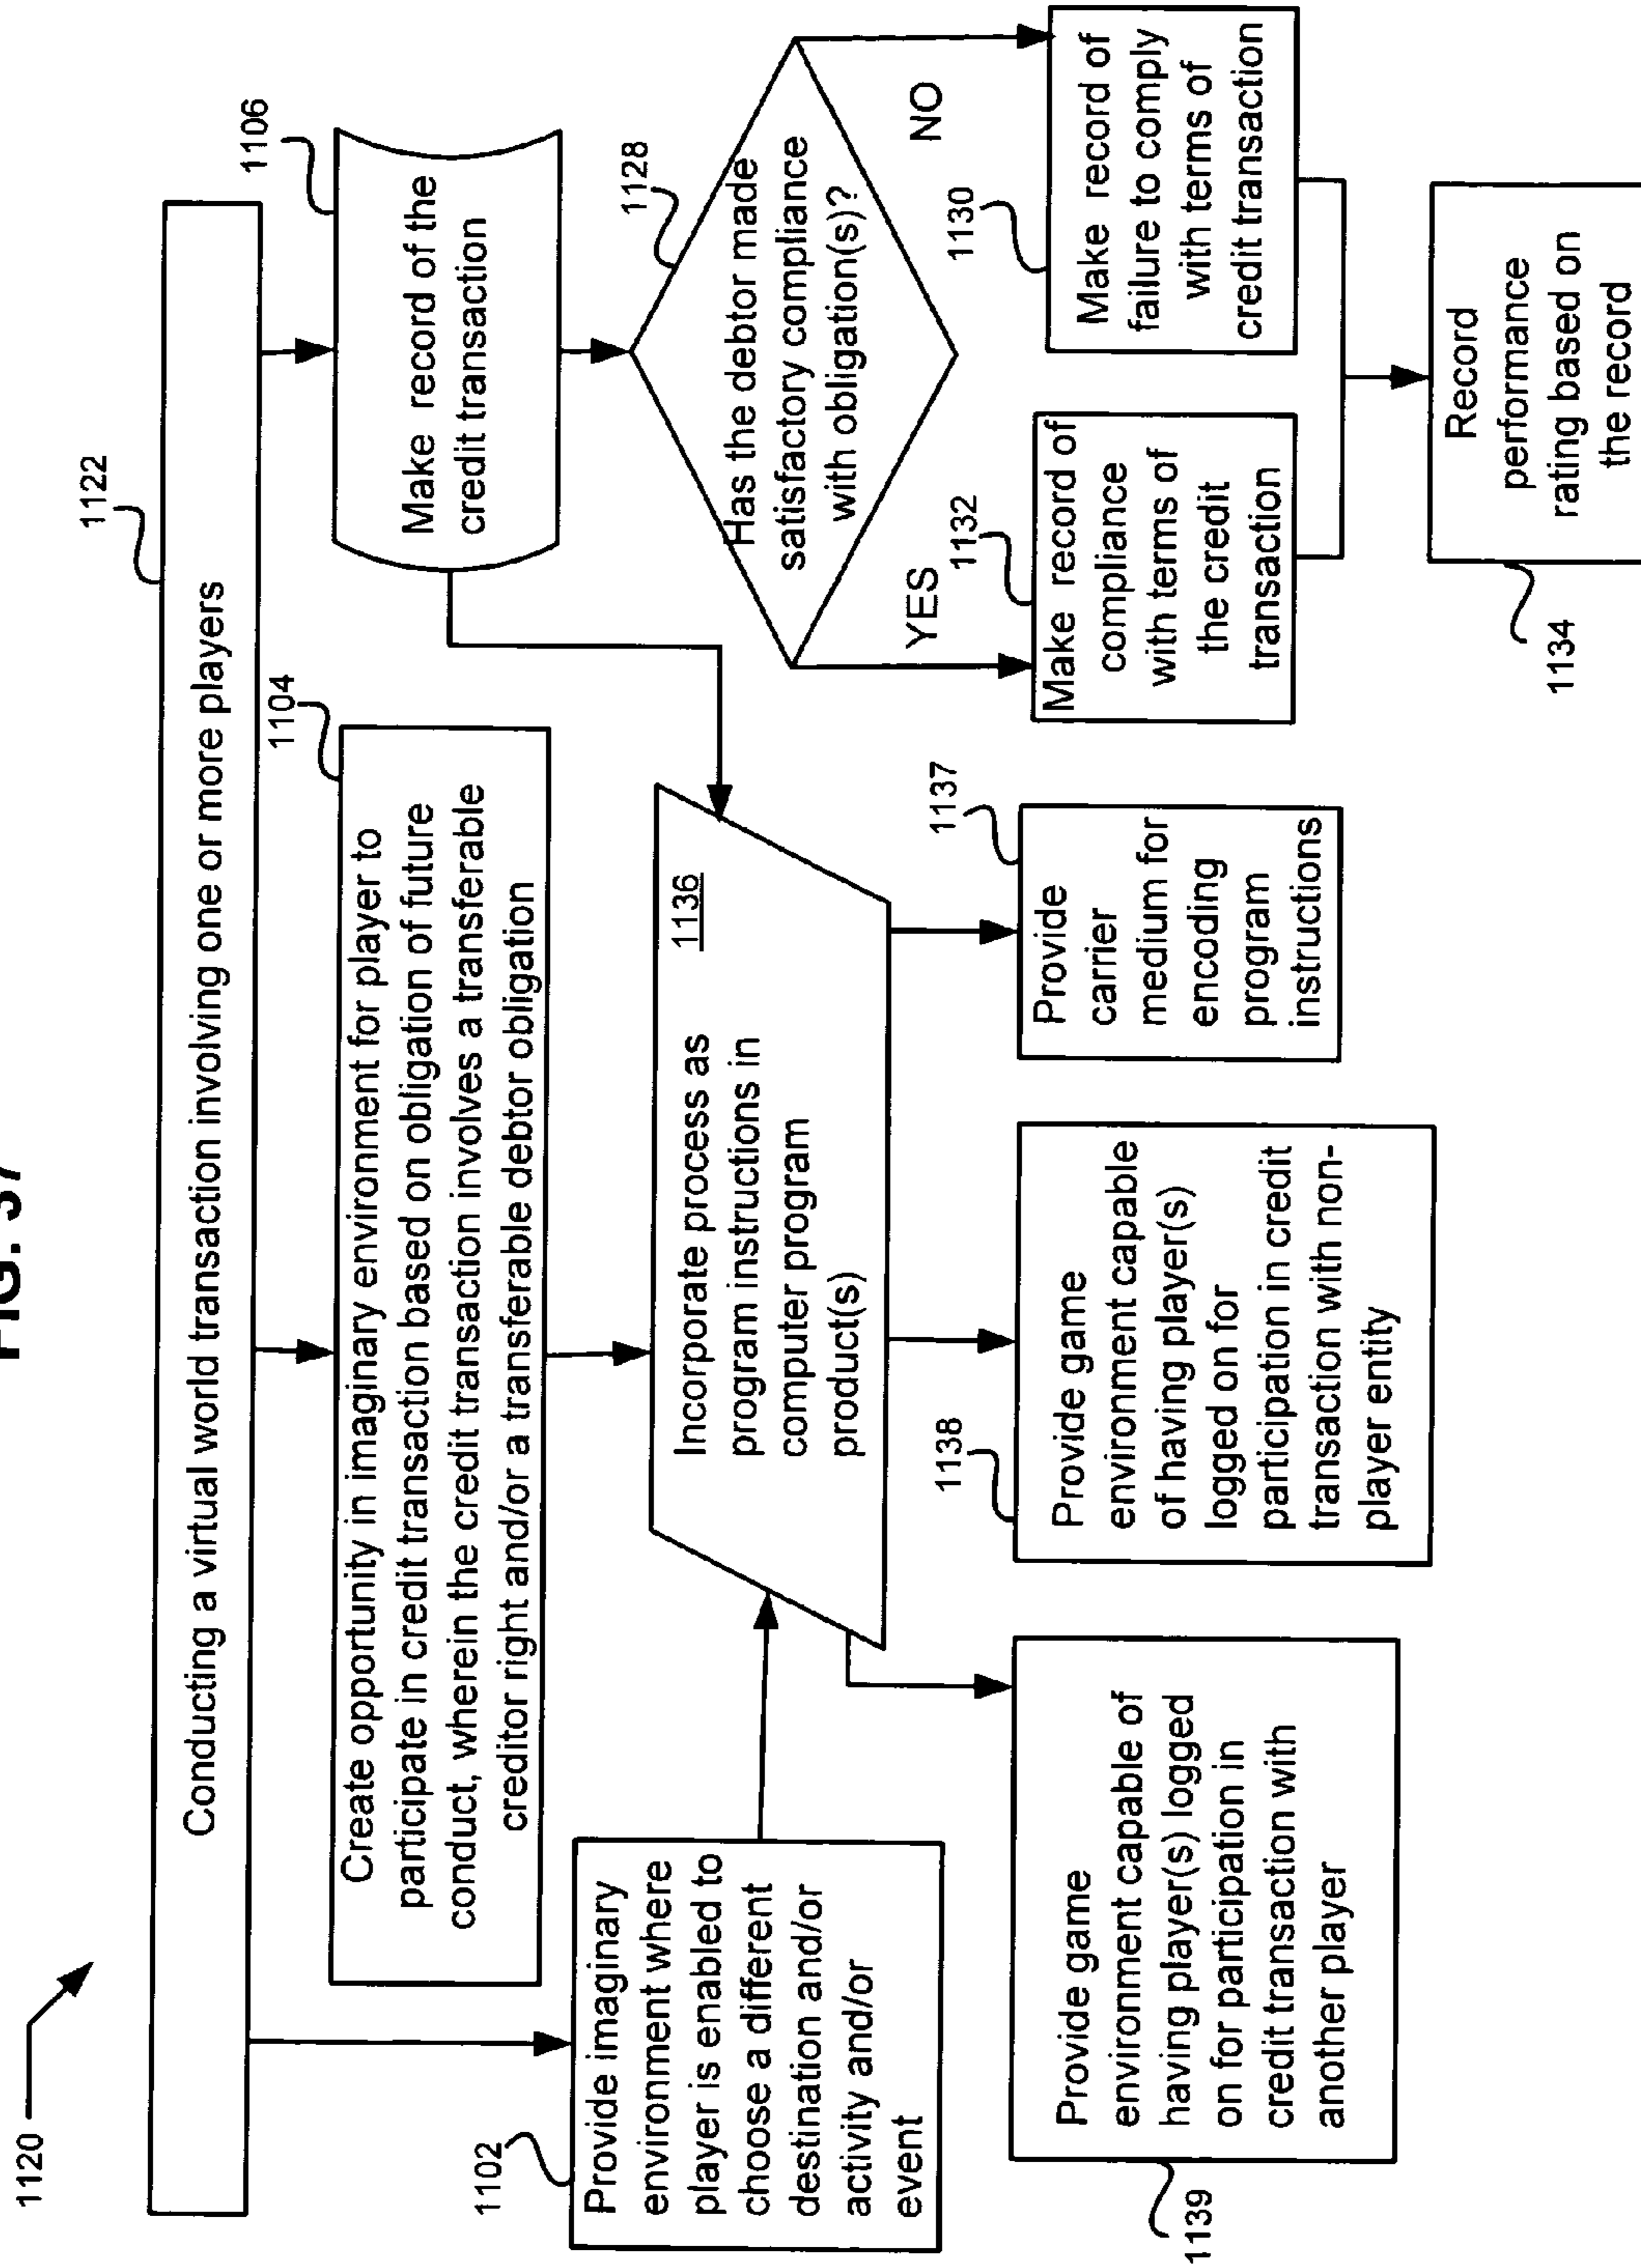 FIG. 37
1120
1122
Conducting a virtual world transaction involving one or more players
1104
Create opportunity in imaginary environment for player to
participate in credit transaction based on obligation of future
conduct, wherein the credit transaction involves a transferable
creditor right and/or a transferable debtor obligation
1106
Make record of the
credit transaction
1102
Provide imaginary
environment where
player is enabled to
choose a different
destination and/or
activity and/or
event
1136
Incorporate process as
program instructions in
computer program
product(s)
1128
Has the debtor made
satisfactory compliance
with obligation(s)?
YES
NO
1139
Provide game
environment capable of
having player(s) logged
on for participation in
credit transaction with
another player
1138
Provide game
environment capable
of having player(s)
logged on for
participation in credit
transaction with non-
player entity
1137
Provide
carrier
medium for
encoding
program
instructions
1132
Make record of
compliance
with terms of
the credit
transaction
1130
Make record of
failure to comply
with terms of
credit transaction
1134
Record
performance
rating based on
the record